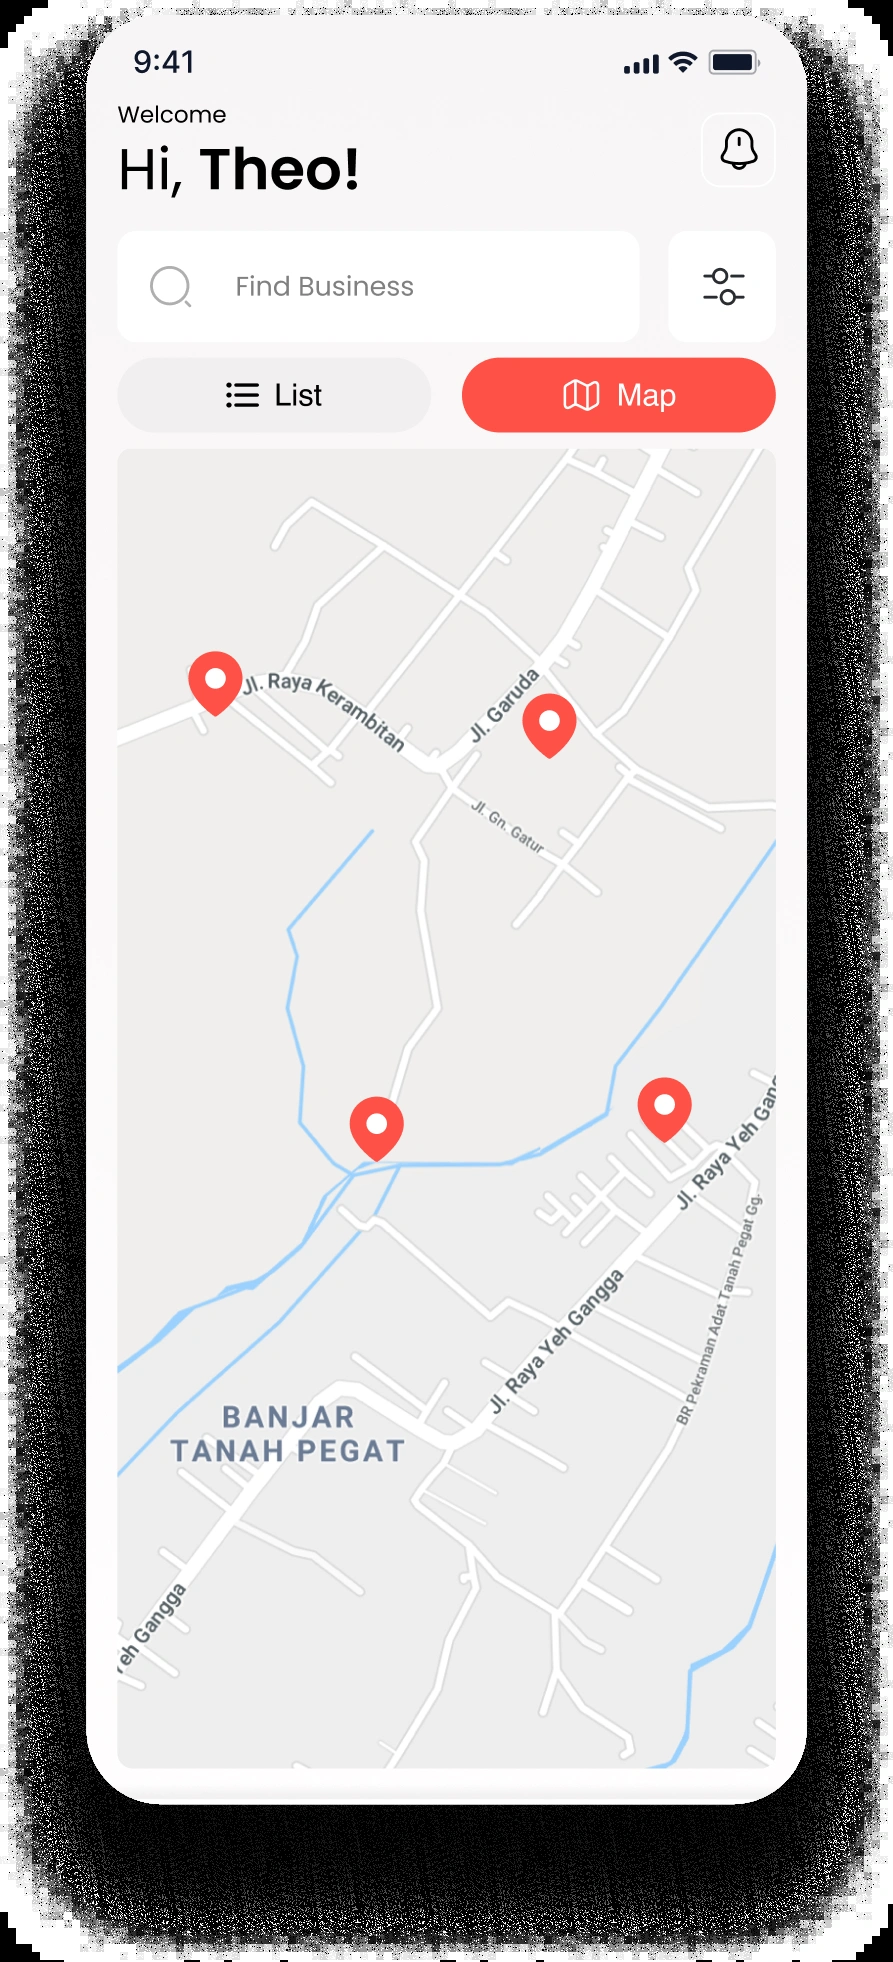 9:41
Welcome
Hi, Theo!
Find Business
List
Map
Jl. Raya Kerambitan
Jl. Garuda
Jl. Gn. Gatur
Jl. Raya Yeh Gang
BR Pekraman Adat Tanah Pegat Gg.
Jl. Raya Yeh Gangga
BANJAR
TANAH PEGAT
Yeh Gangga